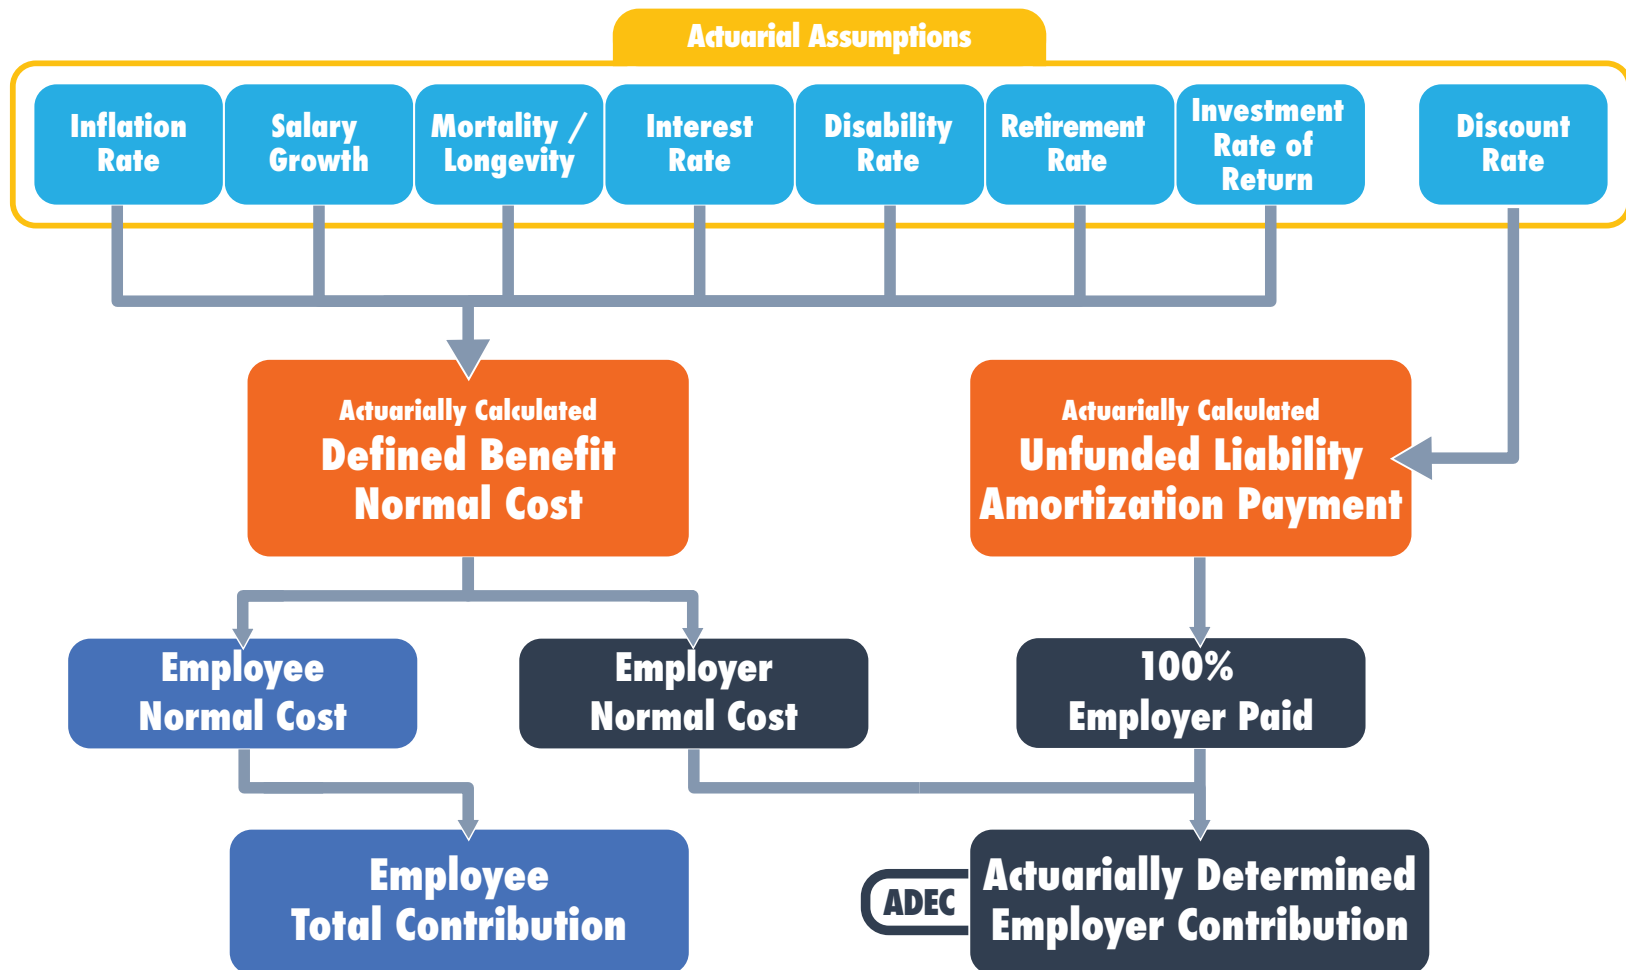 Actuarial Assumptions
Inflation
Rate
Salary
Growth
Mortality /
Longevity
Interest
Rate
Disability
Rate
Retirement
Rate
Investment
Rate of
Return
Discount
Rate
Actuarially Calculated
Defined Benefit
Normal Cost
Actuarially Calculated
Unfunded Liability
Amortization Payment
Employee
Normal Cost
Employer
Normal Cost
100%
Employer Paid
Employee
Total Contribution
ADEC
Actuarially Determined
Employer Contribution